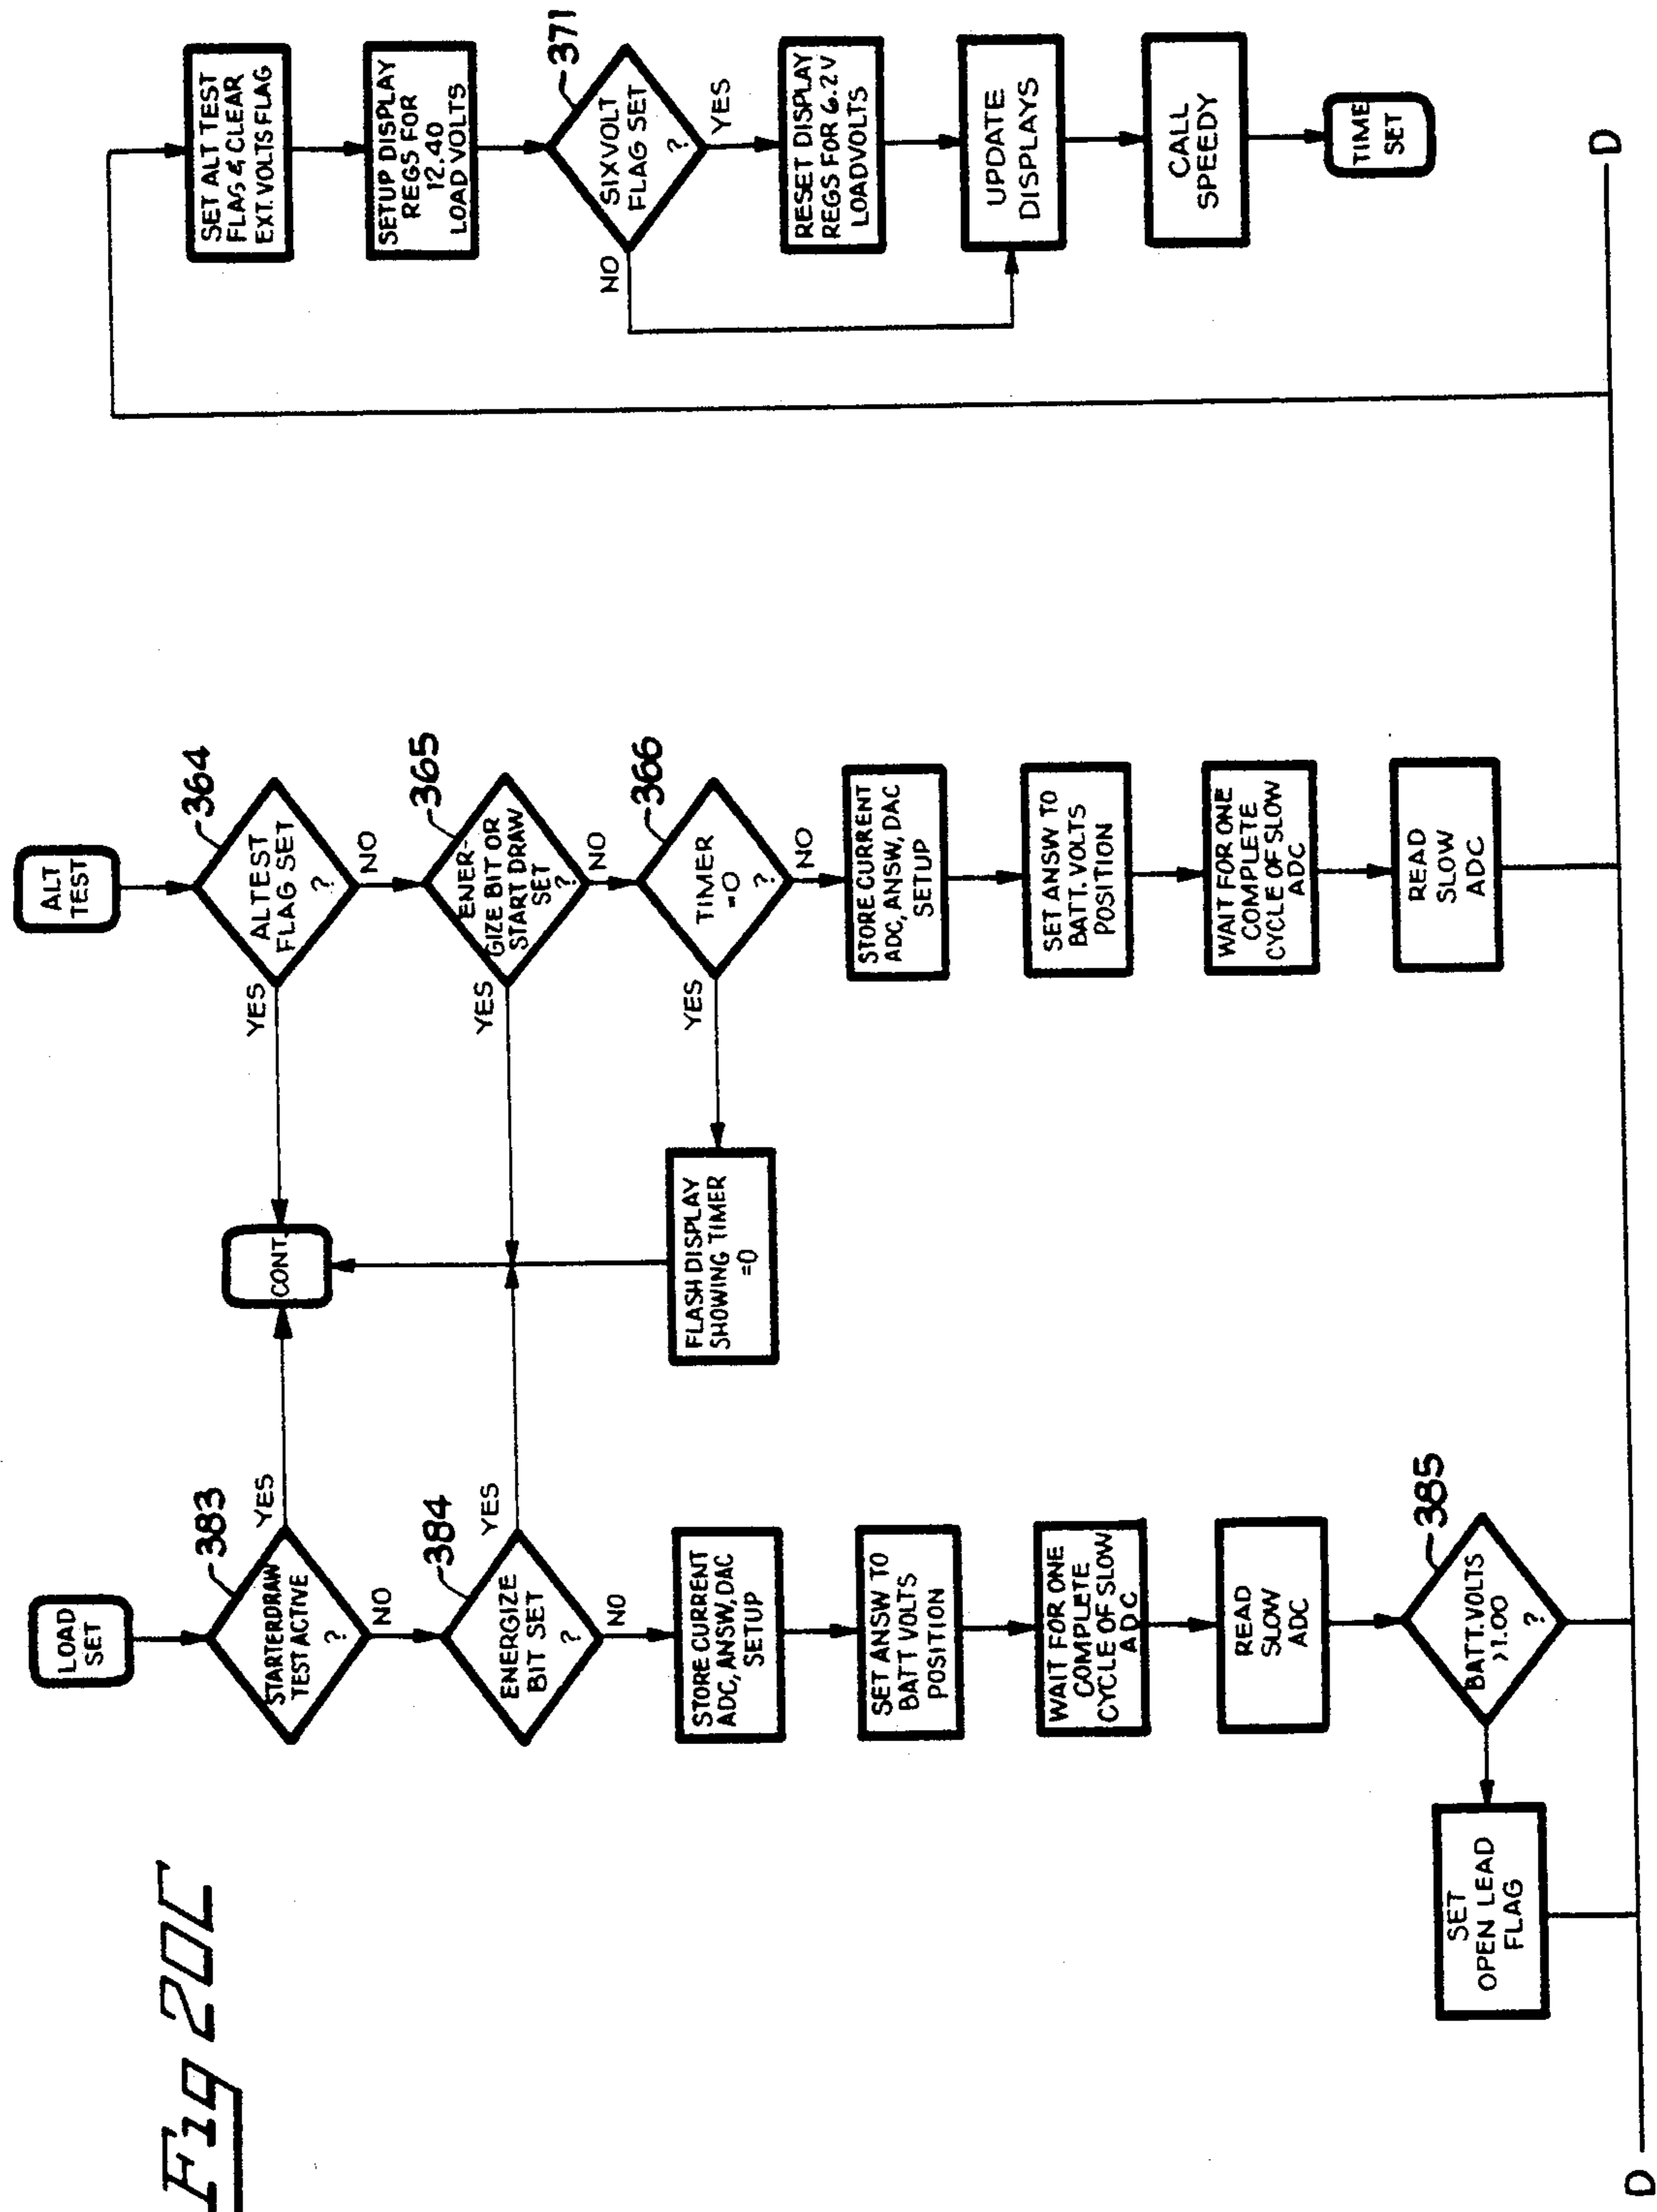 Fig 20C
LOAD
SET
383
STARTERDRAW
TEST ACTIVE
?
YES
NO
384
ENERGIZE
BIT SET
?
YES
NO
STORE CURRENT
ADC, ANSW, DAC
SETUP
SET ANSW TO
BATT VOLTS
POSITION
WAIT FOR ONE
COMPLETE
CYCLE OF SLOW
ADC
READ
SLOW
ADC
385
BATT. VOLTS
>1.00
?
SET
OPEN LEAD
FLAG
CONT.
FLASH DISPLAY
SHOWING TIMER
=0
ALT
TEST
364
ALTEST
FLAG SET
?
YES
NO
365
ENER-
GIZE BIT OR
START DRAW
SET
?
YES
NO
366
TIMER
=0
?
YES
NO
STORE CURRENT
ADC, ANSW, DAC
SETUP
SET ANSW TO
BATT. VOLTS
POSITION
WAIT FOR ONE
COMPLETE
CYCLE OF SLOW
ADC
READ
SLOW
ADC
SET ALT TEST
FLAG & CLEAR
EXT. VOLTS FLAG
SETUP DISPLAY
REGS FOR
12.40
LOAD VOLTS
371
SIXVOLT
FLAG SET
?
NO
YES
RESET DISPLAY
REGS FOR 6.2V
LOADVOLTS
UPDATE
DISPLAYS
CALL
SPEEDY
TIME
SET
D
D